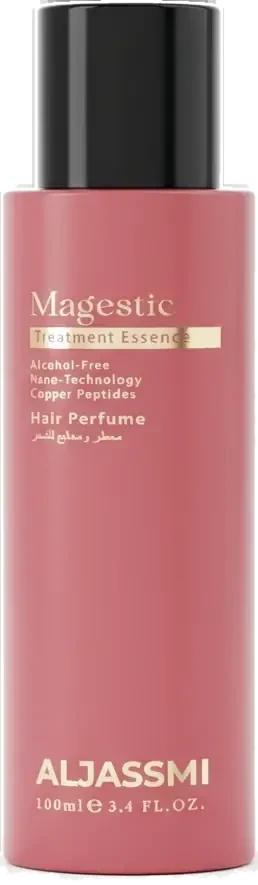 Magestic
Treatment Essence
Alcohol-Free
Nano-Technology
Copper Peptides
Hair Perfume
معطر و معالج للشعر
ALJASSMI
100ml e 3.4 FL.OZ.